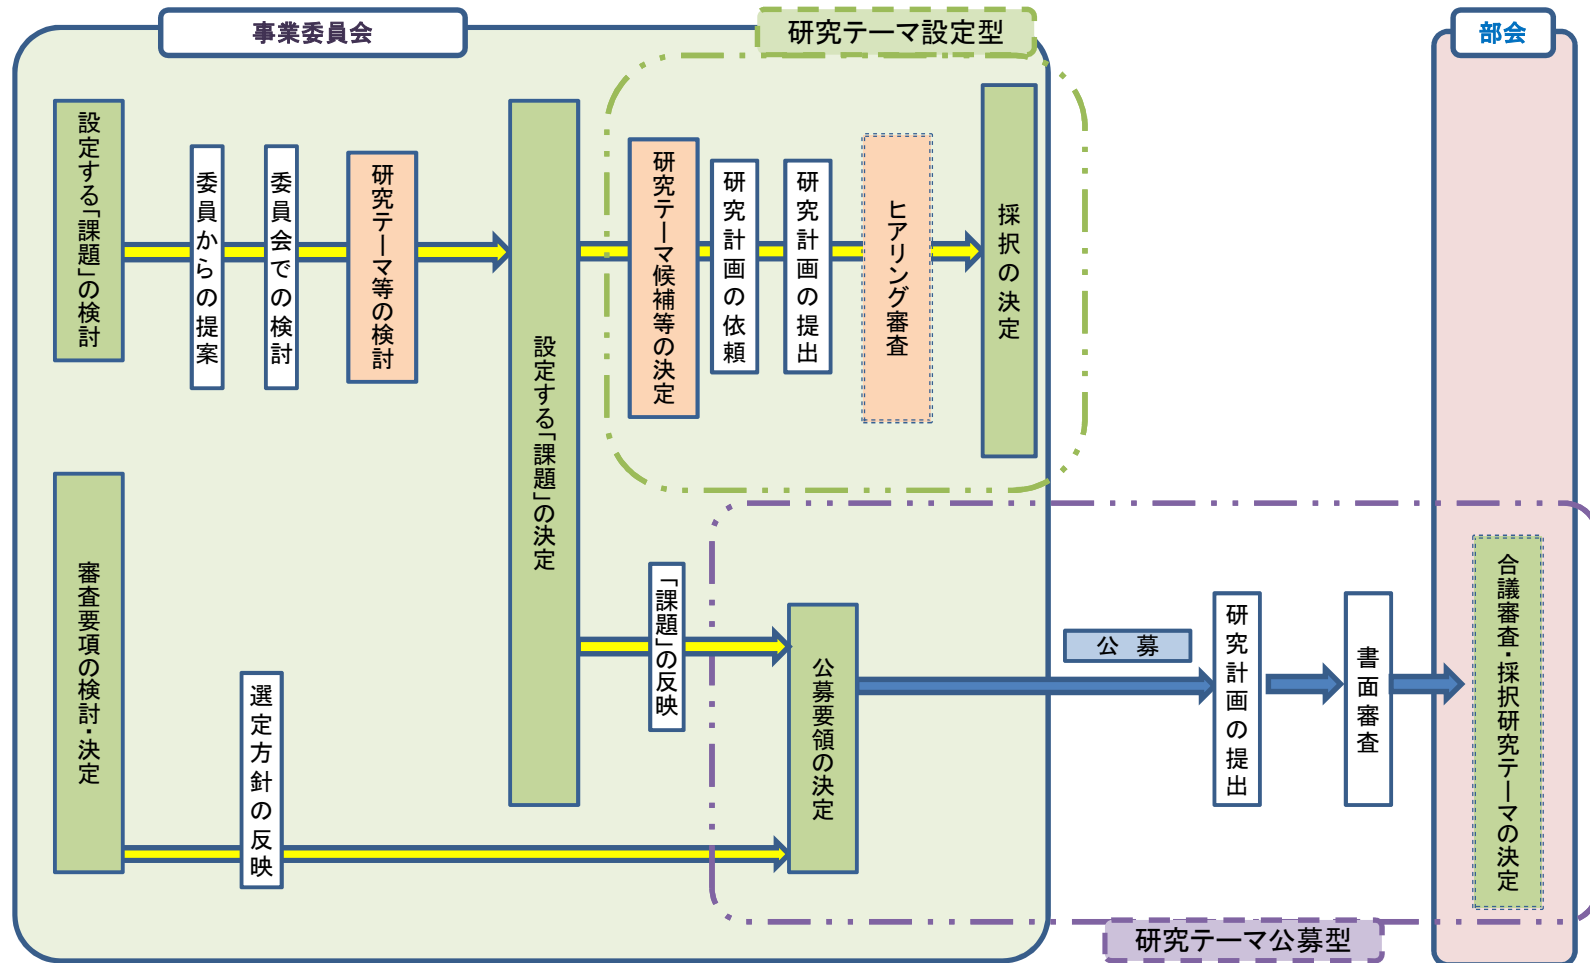 事業委員会
研究テーマ設定型
部会
設定する「課題」の検討
委員からの提案
委員会での検討
研究テーマ等の検討
設定する「課題」の決定
研究テーマ候補等の決定
研究計画の依頼
研究計画の提出
ヒアリング審査
採択の決定
審査要項の検討・決定
選定方針の反映
「課題」の反映
公募要領の決定
公 募
研究計画の提出
書面審査
合議審査・採択研究テーマの決定
研究テーマ公募型